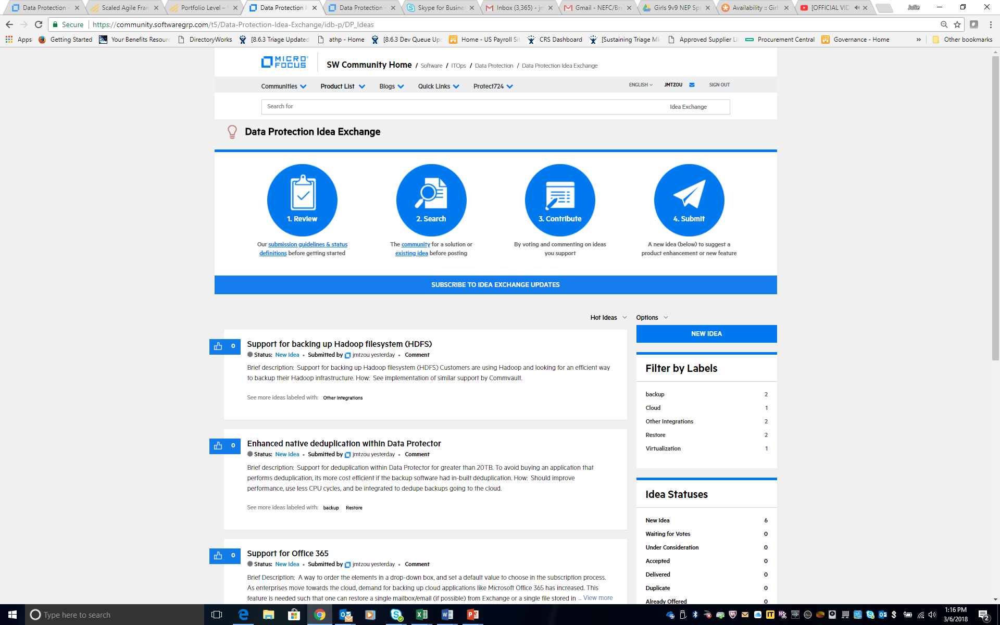 Data Protection -
Scaled Agile Fran
Portfolio Level –
Data Protection I
Data Protection -
Skype for Busine
Inbox (3,365) - jn
Gmail - NEFC/Bre
Girls 9v9 NEP Sp
Availability :: Girl
[OFFICIAL VID
Julie
Secure https://community.softwaregrp.com/t5/Data-Protection-Idea-Exchange/idb-p/DP_Ideas
Apps Getting Started Your Benefits Resour DirectoryWorks [8.6.3 Triage Updated athp - Home [8.6.3 Dev Queue Up Home - US Payroll Sit CRS Dashboard [Sustaining Triage Mk Approved Supplier Li Procurement Central Governance - Home » Other bookmarks
MICRO
FOCUS
SW Community Home / Software / ITOps / Data Protection / Data Protection Idea Exchange
Communities Product List Blogs Quick Links Protect724 ENGLISH JMTZOU SIGN OUT
Search for Idea Exchange
Data Protection Idea Exchange
1. Review
Our submission guidelines & status
definitions before getting started
2. Search
The community for a solution or
existing idea before posting
3. Contribute
By voting and commenting on ideas
you support
4. Submit
A new idea (below) to suggest a
product enhancement or new feature
SUBSCRIBE TO IDEA EXCHANGE UPDATES
Hot Ideas Options
NEW IDEA
0
Support for backing up Hadoop filesystem (HDFS)
Status: New Idea • Submitted by jmtzou yesterday • Comment
Brief description: Support for backing up Hadoop filesystem (HDFS) Customers are using Hadoop and looking for an efficient way
to backup their Hadoop infrastructure. How: See implementation of similar support by Commvault.
See more ideas labeled with: Other Integrations
0
Enhanced native deduplication within Data Protector
Status: New Idea • Submitted by jmtzou yesterday • Comment
Brief description: Support for deduplication within Data Protector for greater than 20TB. To avoid buying an application that
performs deduplication, its more cost efficient if the backup software had in-built deduplication. How: Should improve
performance, use less CPU cycles, and be integrated to dedupe backups going to the cloud.
See more ideas labeled with: backup Restore
0
Support for Office 365
Status: New Idea • Submitted by jmtzou yesterday • Comment
Brief Description: A way to order the elements in a drop-down box, and set a default value to choose in the subscription process.
As enterprises move towards the cloud, demand for backing up cloud applications like Microsoft Office 365 has increased. This
feature is needed such that one can restore a single mailbox/email (if possible) from Exchange or a single file stored in ... View more
Filter by Labels
backup 2
Cloud 1
Other Integrations 2
Restore 2
Virtualization 1
Idea Statuses
New Idea 6
Waiting for Votes 0
Under Consideration 0
Accepted 0
Delivered 0
Duplicate 0
Already Offered 0
Type here to search
1:16 PM
3/6/2018
2